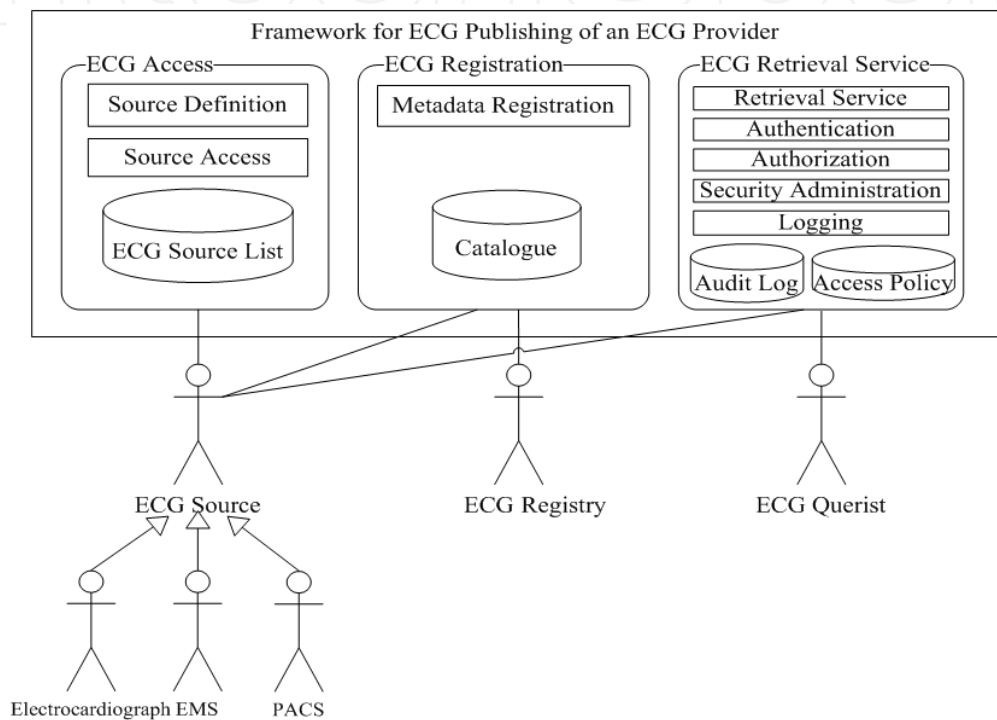 Framework for ECG Publishing of an ECG Provider
ECG Access
Source Definition
Source Access
ECG Source List
ECG Registration
Metadata Registration
Catalogue
ECG Retrieval Service
Retrieval Service
Authentication
Authorization
Security Administration
Logging
Audit Log
Access Policy
ECG Source
ECG Registry
ECG Querist
Electrocardiograph
EMS
PACS